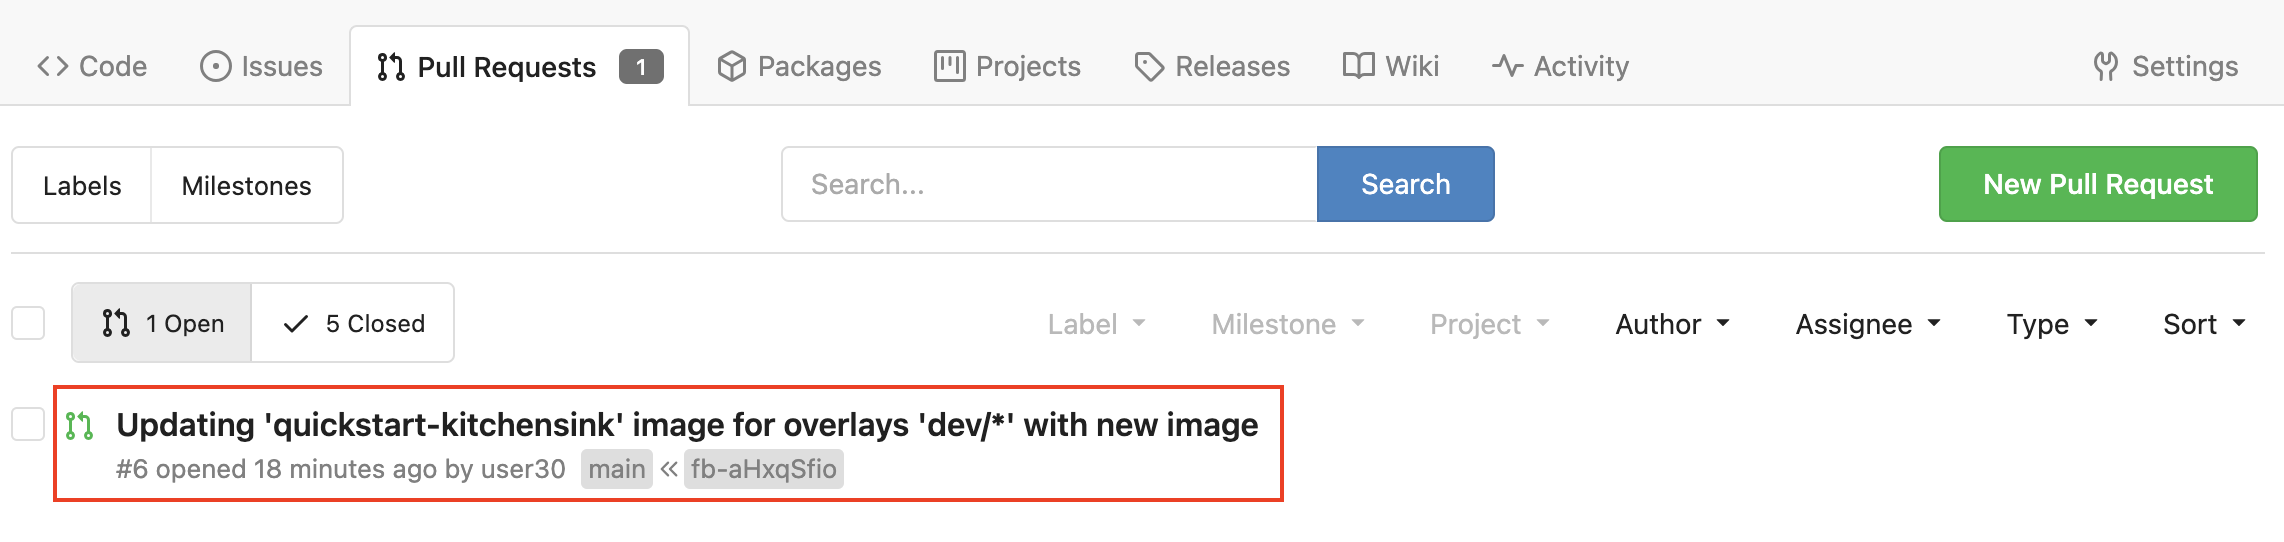 Code Issues Pull Requests 1 Packages Projects Releases Wiki Activity Settings
Labels Milestones Search... Search New Pull Request
1 Open 5 Closed Label Milestone Project Author Assignee Type Sort
Updating 'quickstart-kitchensink' image for overlays 'dev/*' with new image
#6 opened 18 minutes ago by user30 main « fb-aHxqSfio